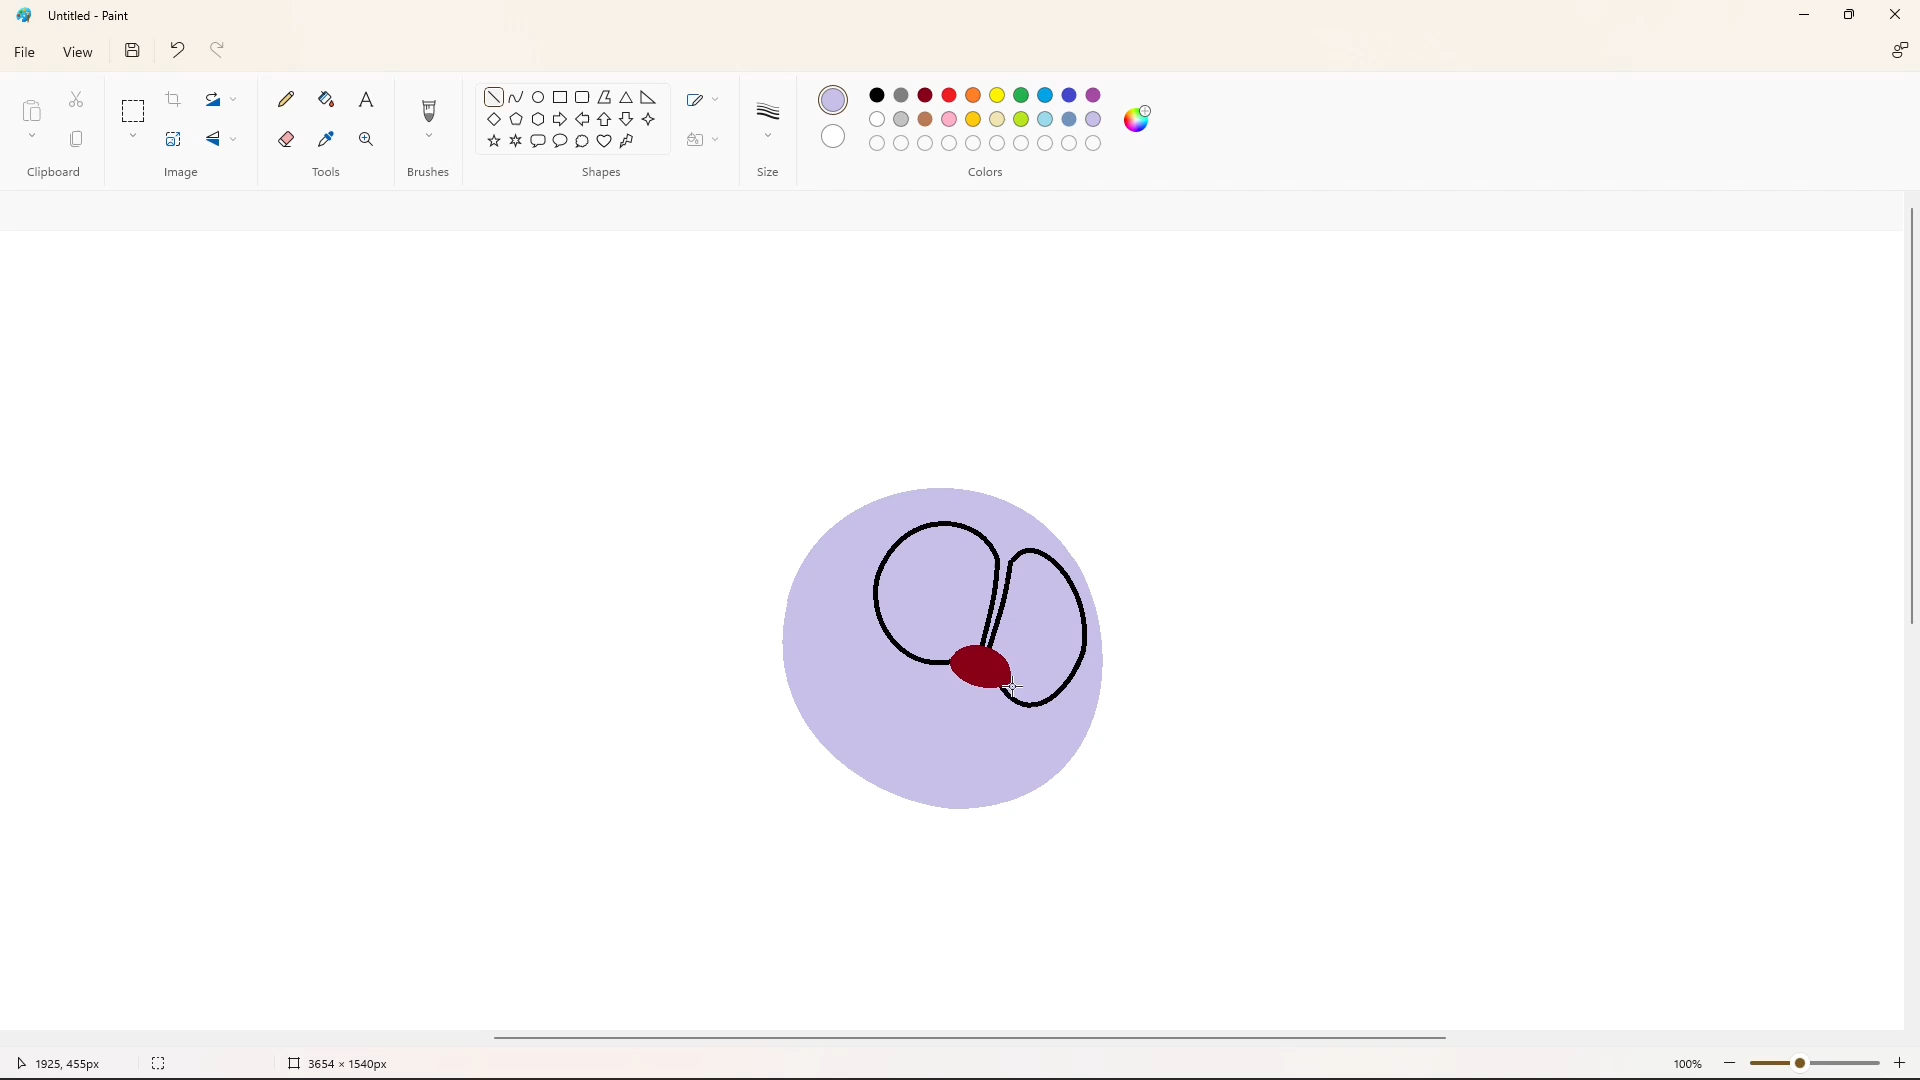 Untitled - Paint
File View
Clipboard Image Tools Brushes Shapes Size Colors
1925, 455px 3654 × 1540px 100%